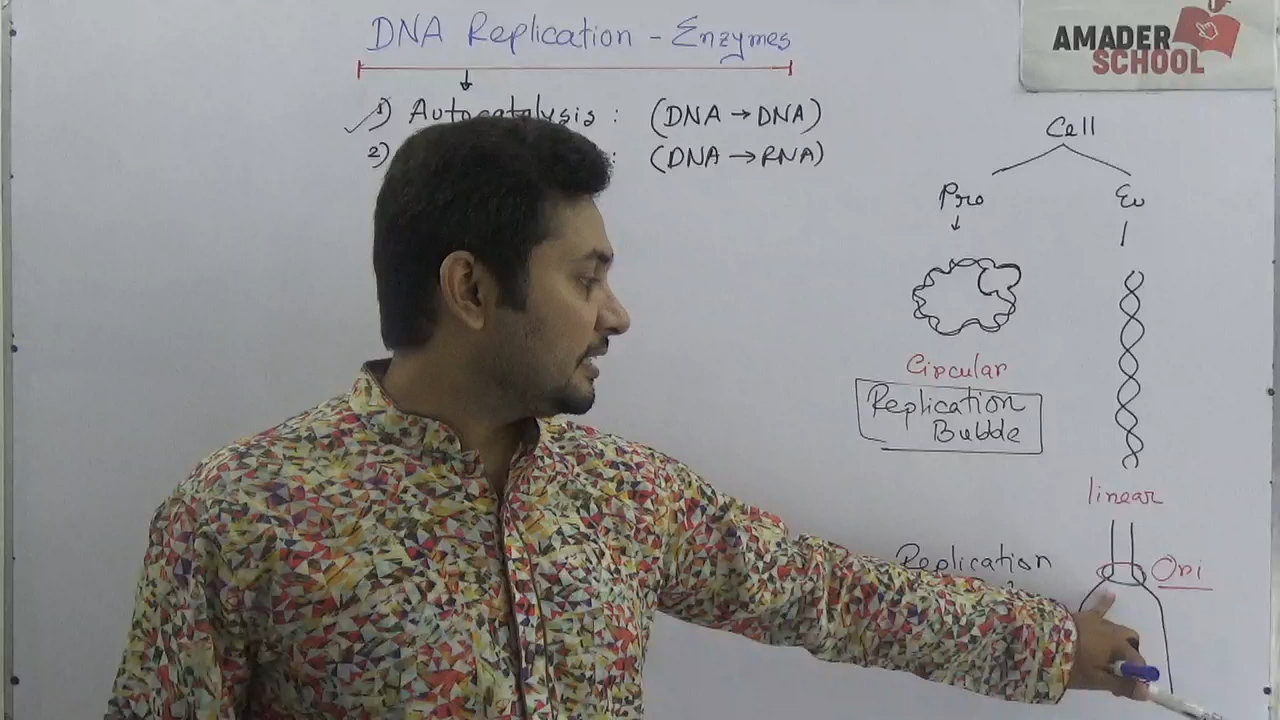 DNA Replication - Enzymes
1) Autocatalysis : (DNA → DNA)
2) : (DNA → RNA)
AMADER
SCHOOL
Cell
Pro
Eu
Circular
Replication
Bubble
linear
Replication
Ori